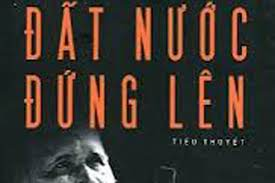 ĐẤT NƯỚC
ĐỨNG LÊN
TIỂU THUYẾT